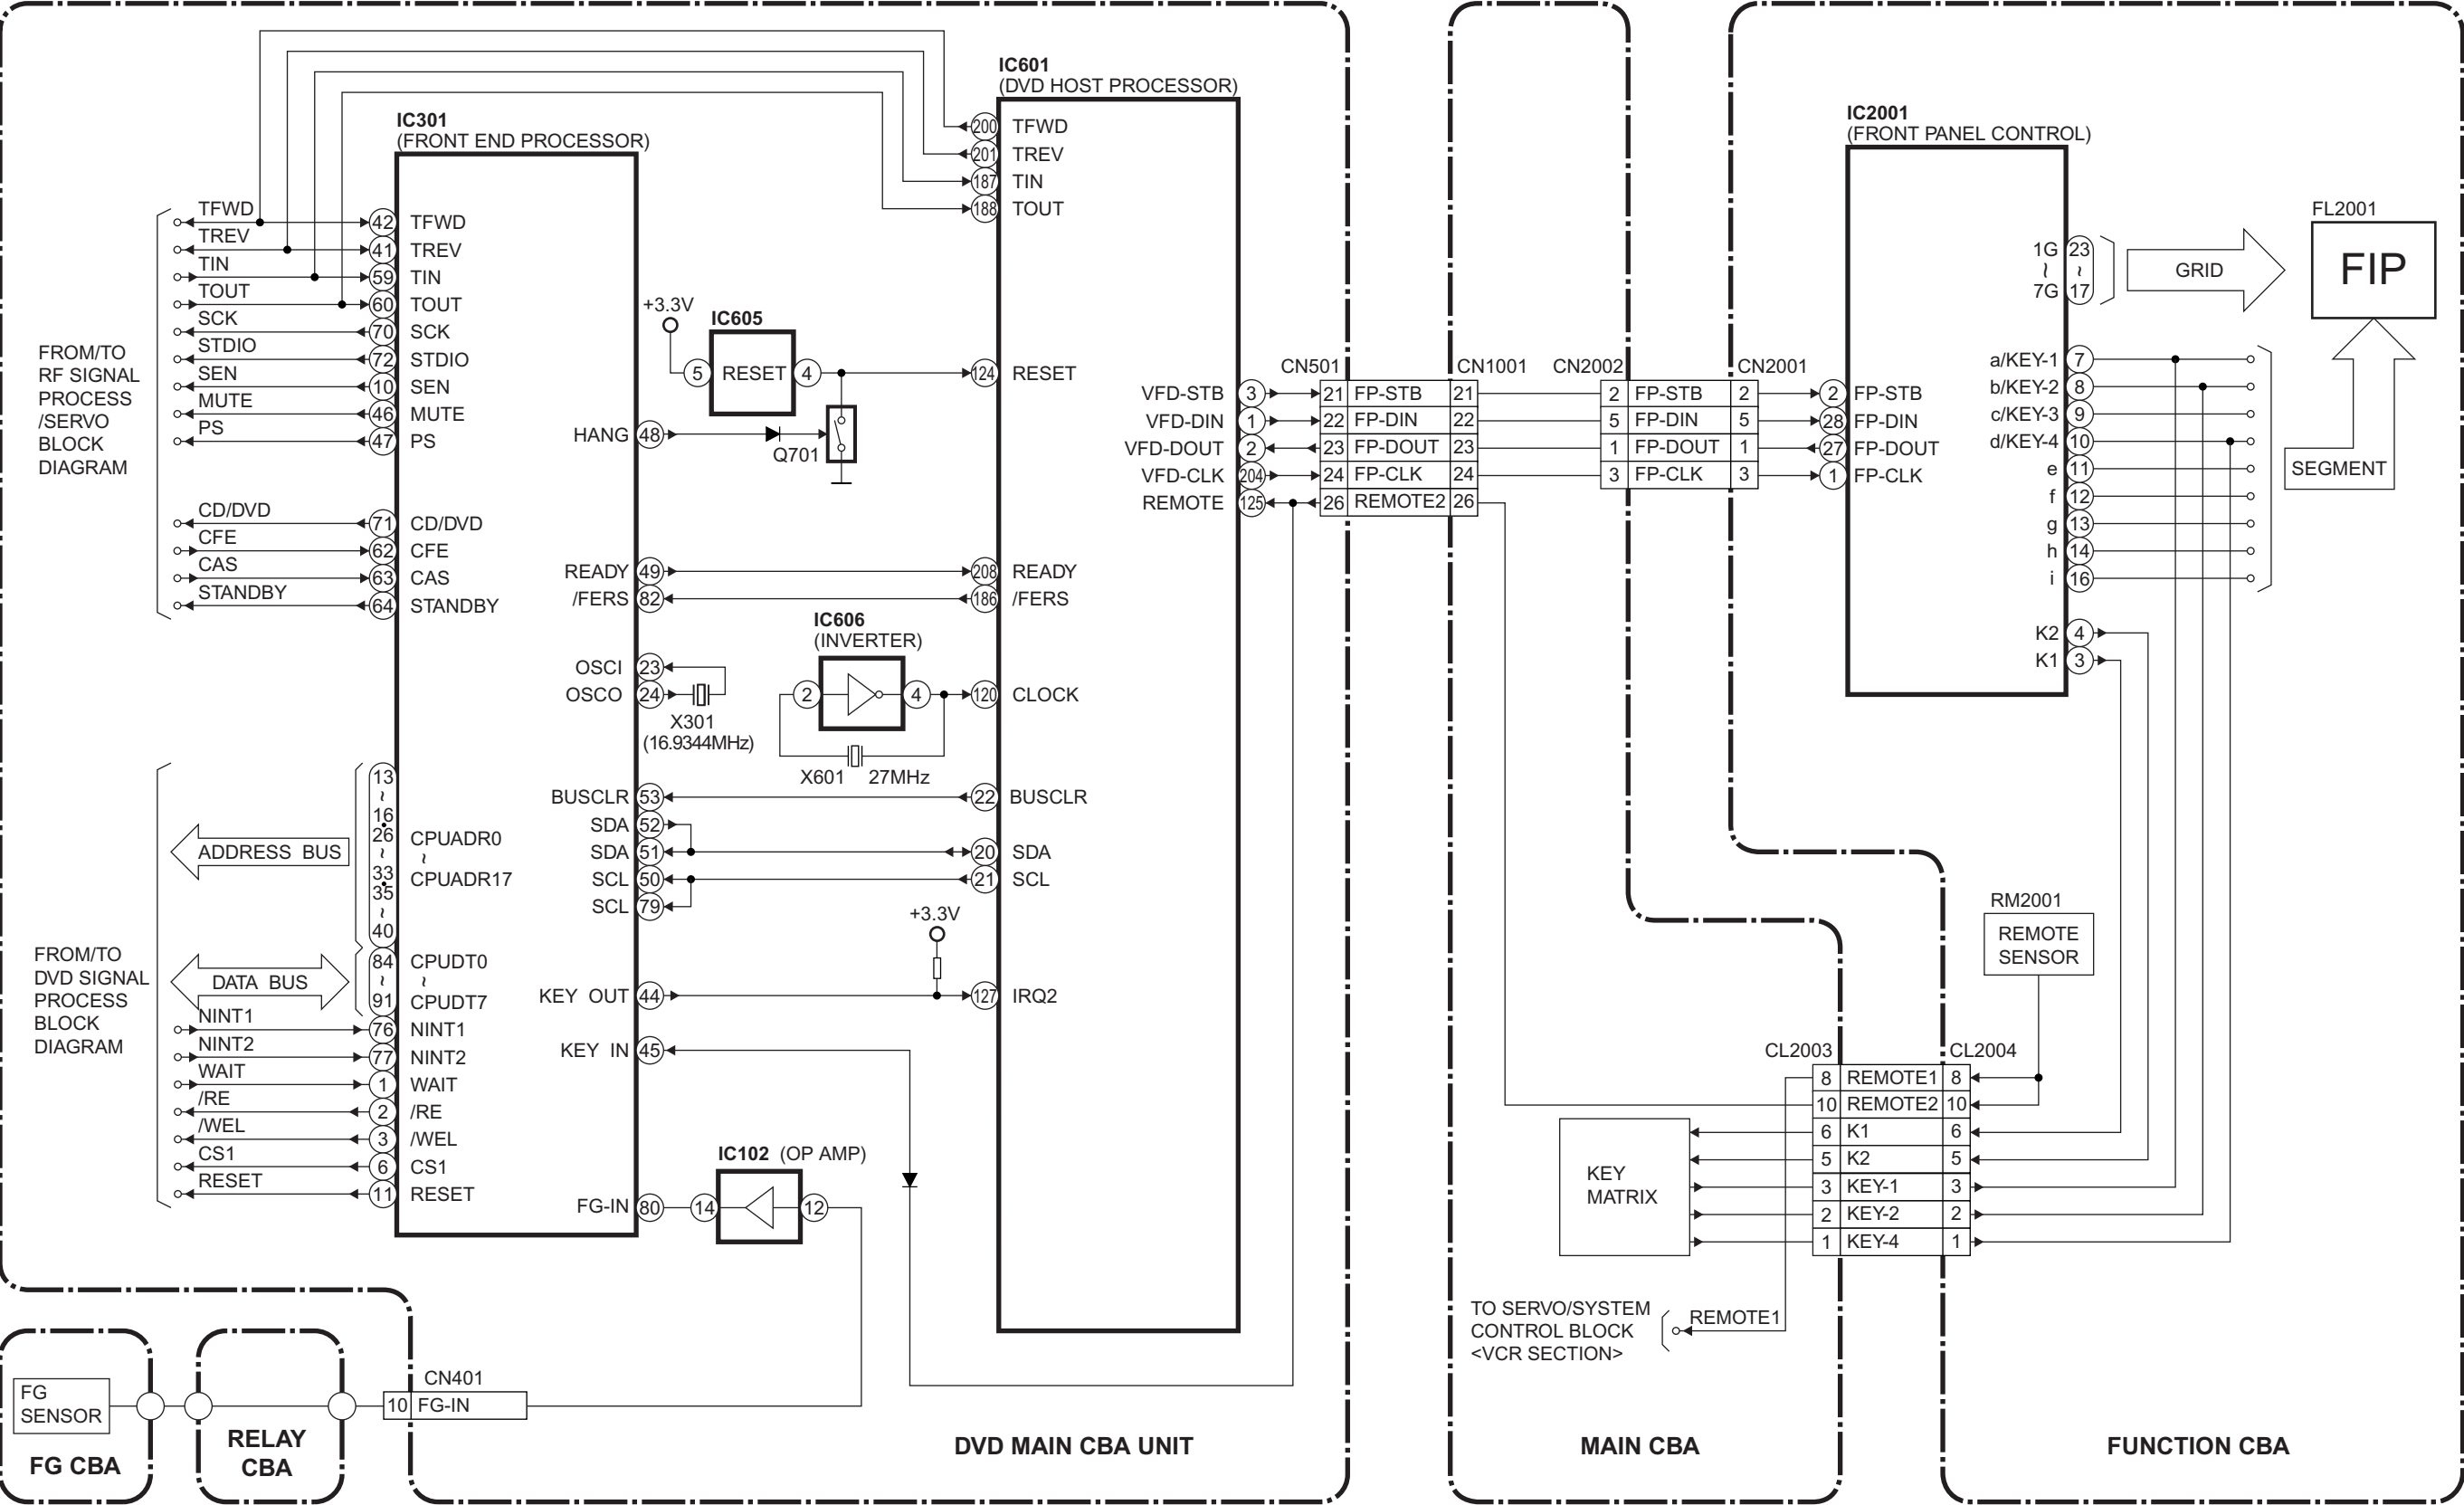 IC601
(DVD HOST PROCESSOR)
200 TFWD
201 TREV
187 TIN
188 TOUT
124 RESET
VFD-STB 3
VFD-DIN 1
VFD-DOUT 2
VFD-CLK 204
REMOTE 125
208 READY
186 /FERS
120 CLOCK
22 BUSCLR
20 SDA
21 SCL
127 IRQ2
IC301
(FRONT END PROCESSOR)
TFWD 42 TFWD
TREV 41 TREV
TIN 59 TIN
TOUT 60 TOUT
SCK 70 SCK
STDIO 72 STDIO
SEN 10 SEN
MUTE 46 MUTE
PS 47 PS
CD/DVD 71 CD/DVD
CFE 62 CFE
CAS 63 CAS
STANDBY 64 STANDBY
FROM/TO
RF SIGNAL
PROCESS
/SERVO
BLOCK
DIAGRAM
HANG 48
READY 49
/FERS 82
OSCI 23
OSCO 24
X301
(16.9344MHz)
BUSCLR 53
SDA 52
SDA 51
SCL 50
SCL 79
KEY OUT 44
KEY IN 45
FG-IN 80
+3.3V
IC605
5 RESET 4
Q701
IC606
(INVERTER)
2 4
X601 27MHz
+3.3V
IC102 (OP AMP)
14 12
ADDRESS BUS
13
~
16
26
~
33
35
~
40
CPUADR0
~
CPUADR17
DATA BUS
84
~
91
CPUDT0
~
CPUDT7
FROM/TO
DVD SIGNAL
PROCESS
BLOCK
DIAGRAM
NINT1 76 NINT1
NINT2 77 NINT2
WAIT 1 WAIT
/RE 2 /RE
/WEL 3 /WEL
CS1 6 CS1
RESET 11 RESET
FG
SENSOR
FG CBA
RELAY
CBA
CN401
10 FG-IN
DVD MAIN CBA UNIT
CN501 CN1001 CN2002 CN2001
21 FP-STB 21 2 FP-STB 2
22 FP-DIN 22 5 FP-DIN 5
23 FP-DOUT 23 1 FP-DOUT 1
24 FP-CLK 24 3 FP-CLK 3
26 REMOTE2 26
IC2001
(FRONT PANEL CONTROL)
2 FP-STB
28 FP-DIN
27 FP-DOUT
1 FP-CLK
1G 23
~ ~
7G 17
a/KEY-1 7
b/KEY-2 8
c/KEY-3 9
d/KEY-4 10
e 11
f 12
g 13
h 14
i 16
K2 4
K1 3
GRID
FL2001
FIP
SEGMENT
RM2001
REMOTE
SENSOR
CL2003 CL2004
8 REMOTE1 8
10 REMOTE2 10
6 K1 6
5 K2 5
3 KEY-1 3
2 KEY-2 2
1 KEY-4 1
KEY
MATRIX
TO SERVO/SYSTEM
CONTROL BLOCK
<VCR SECTION>
REMOTE1
MAIN CBA
FUNCTION CBA